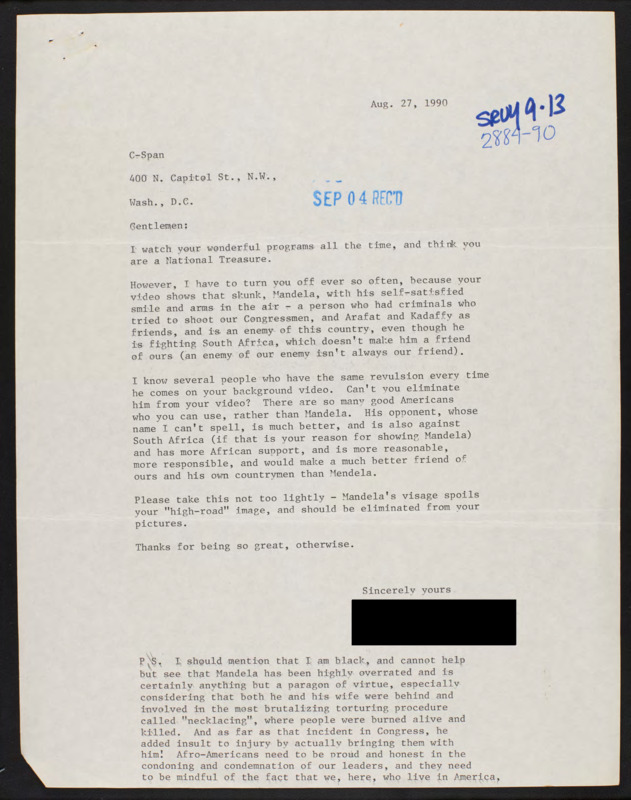 Aug. 27, 1990
SRVY 9·13
2884-90
C-Span
400 N. Capitol St., N.W.,
Wash., D.C.
SEP 04 REC'D
Gentlemen:
I watch your wonderful programs all the time, and think you
are a National Treasure.
However, I have to turn you off ever so often, because your
video shows that skunk, Mandela, with his self-satisfied
smile and arms in the air - a person who had criminals who
tried to shoot our Congressmen, and Arafat and Kadaffy as
friends, and is an enemy of this country, even though he
is fighting South Africa, which doesn't make him a friend
of ours (an enemy of our enemy isn't always our friend).
I know several people who have the same revulsion every time
he comes on your background video. Can't you eliminate
him from your video? There are so many good Americans
who you can use, rather than Mandela. His opponent, whose
name I can't spell, is much better, and is also against
South Africa (if that is your reason for showing Mandela)
and has more African support, and is more reasonable,
more responsible, and would make a much better friend of
ours and his own countrymen than Mendela.
Please take this not too lightly - Mandela's visage spoils
your "high-road" image, and should be eliminated from your
pictures.
Thanks for being so great, otherwise.
Sincerely yours
P.S. I should mention that I am black, and cannot help
but see that Mandela has been highly overrated and is
certainly anything but a paragon of virtue, especially
considering that both he and his wife were behind and
involved in the most brutalizing torturing procedure
called "necklacing", where people were burned alive and
killed. And as far as that incident in Congress, he
added insult to injury by actually bringing them with
him! Afro-Americans need to be proud and honest in the
condoning and condemnation of our leaders, and they need
to be mindful of the fact that we, here, who live in America,